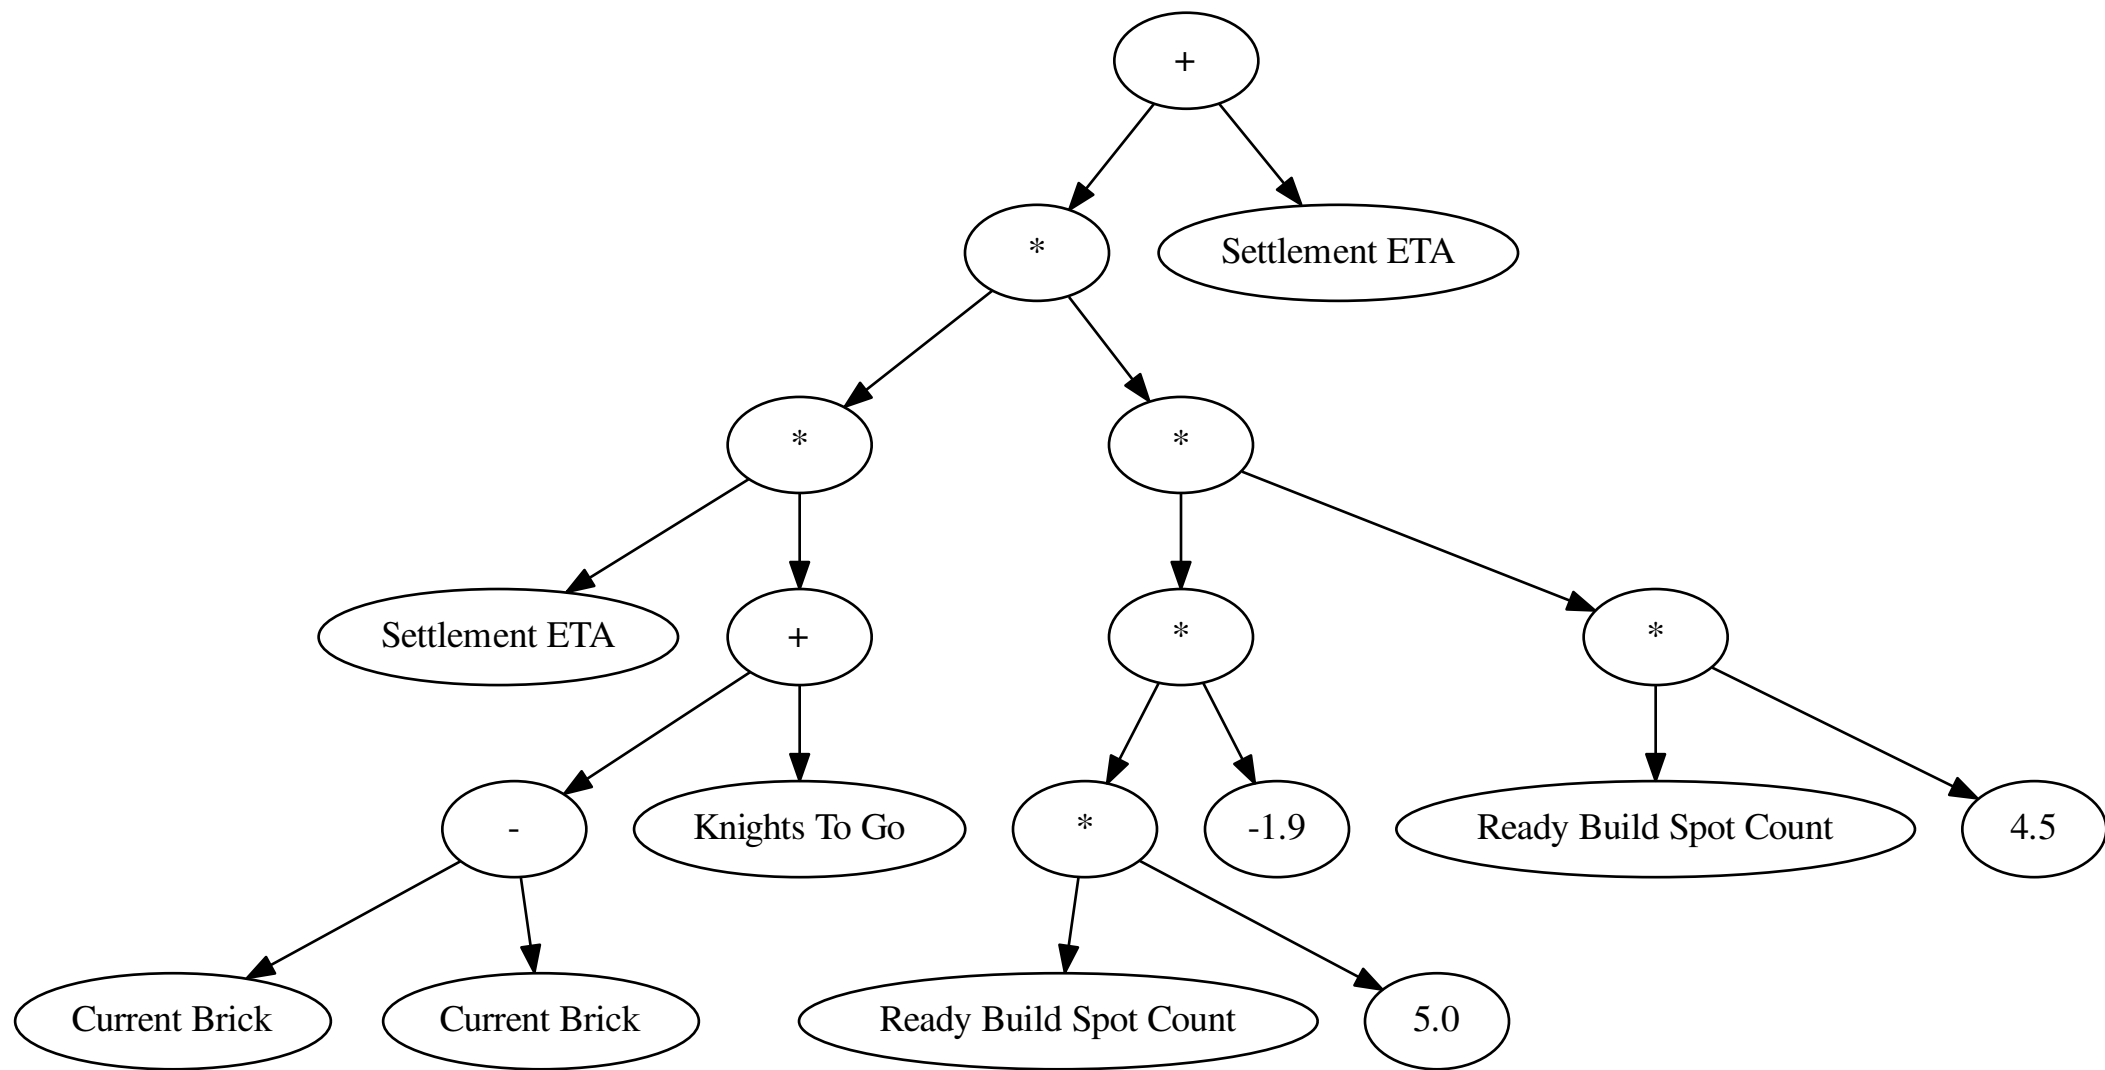 +
*
Settlement ETA
*
*
Settlement ETA
+
*
*
-
Knights To Go
*
-1.9
Ready Build Spot Count
4.5
Current Brick
Current Brick
Ready Build Spot Count
5.0